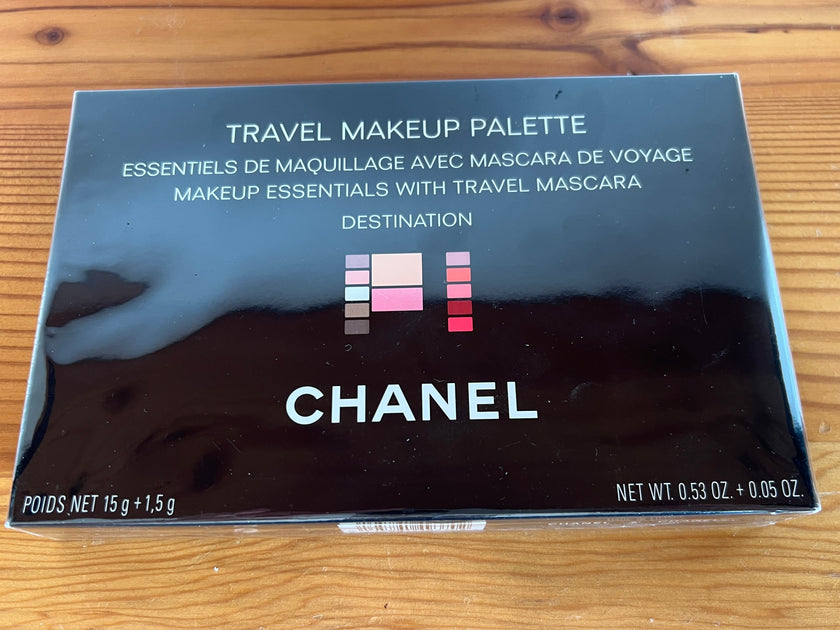 TRAVEL MAKEUP PALETTE
ESSENTIELS DE MAQUILLAGE AVEC MASCARA DE VOYAGE
MAKEUP ESSENTIALS WITH TRAVEL MASCARA
DESTINATION
CHANEL
POIDS NET 15 g + 1,5 g
NET WT. 0.53 OZ. + 0.05 OZ.
CHANEL